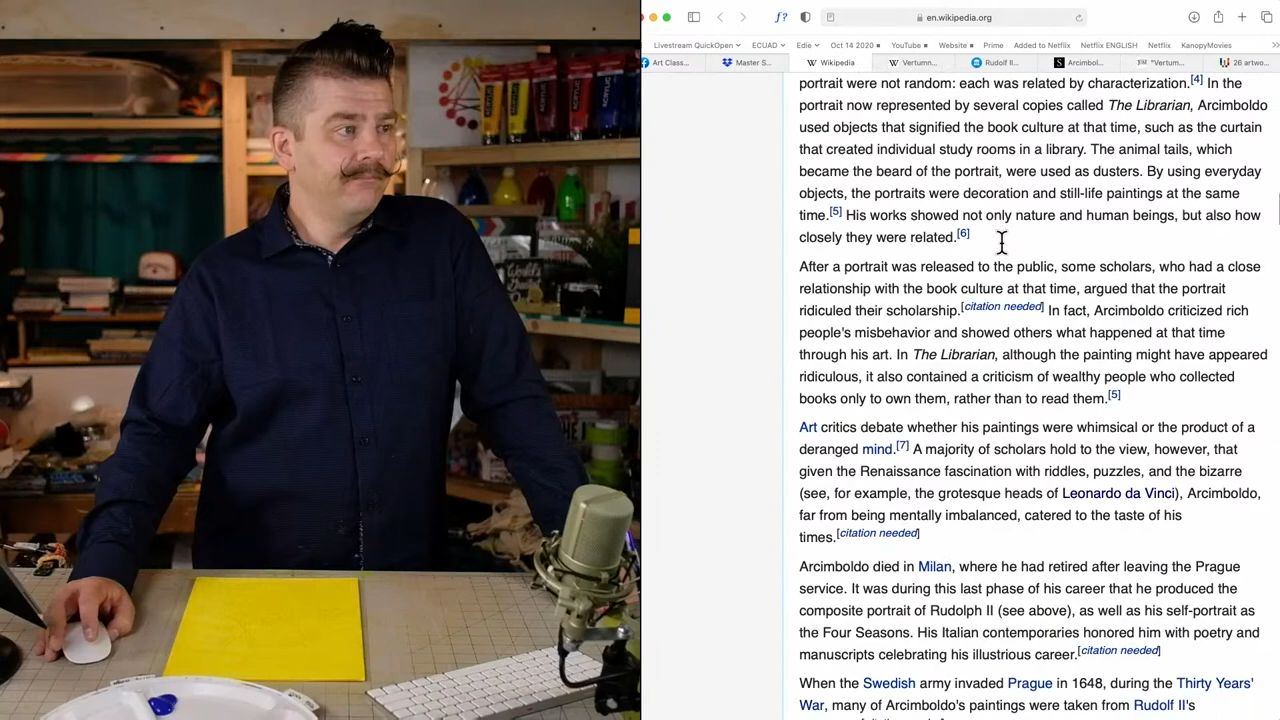 en.wikipedia.org
Livestream QuickOpen ECUAD Edie Oct 14 2020 YouTube Website Prime Added to Netflix Netflix ENGLISH Netflix KanopyMovies
Art Class... Master S... Wikipedia Vertumn... Rudolf II... Arcimbol... "Vertum... 26 artwo...
portrait were not random: each was related by characterization.[4] In the
portrait now represented by several copies called The Librarian, Arcimboldo
used objects that signified the book culture at that time, such as the curtain
that created individual study rooms in a library. The animal tails, which
became the beard of the portrait, were used as dusters. By using everyday
objects, the portraits were decoration and still-life paintings at the same
time.[5] His works showed not only nature and human beings, but also how
closely they were related.[6]
After a portrait was released to the public, some scholars, who had a close
relationship with the book culture at that time, argued that the portrait
ridiculed their scholarship.[citation needed] In fact, Arcimboldo criticized rich
people's misbehavior and showed others what happened at that time
through his art. In The Librarian, although the painting might have appeared
ridiculous, it also contained a criticism of wealthy people who collected
books only to own them, rather than to read them.[5]
Art critics debate whether his paintings were whimsical or the product of a
deranged mind.[7] A majority of scholars hold to the view, however, that
given the Renaissance fascination with riddles, puzzles, and the bizarre
(see, for example, the grotesque heads of Leonardo da Vinci), Arcimboldo,
far from being mentally imbalanced, catered to the taste of his
times.[citation needed]
Arcimboldo died in Milan, where he had retired after leaving the Prague
service. It was during this last phase of his career that he produced the
composite portrait of Rudolph II (see above), as well as his self-portrait as
the Four Seasons. His Italian contemporaries honored him with poetry and
manuscripts celebrating his illustrious career.[citation needed]
When the Swedish army invaded Prague in 1648, during the Thirty Years'
War, many of Arcimboldo's paintings were taken from Rudolf II's